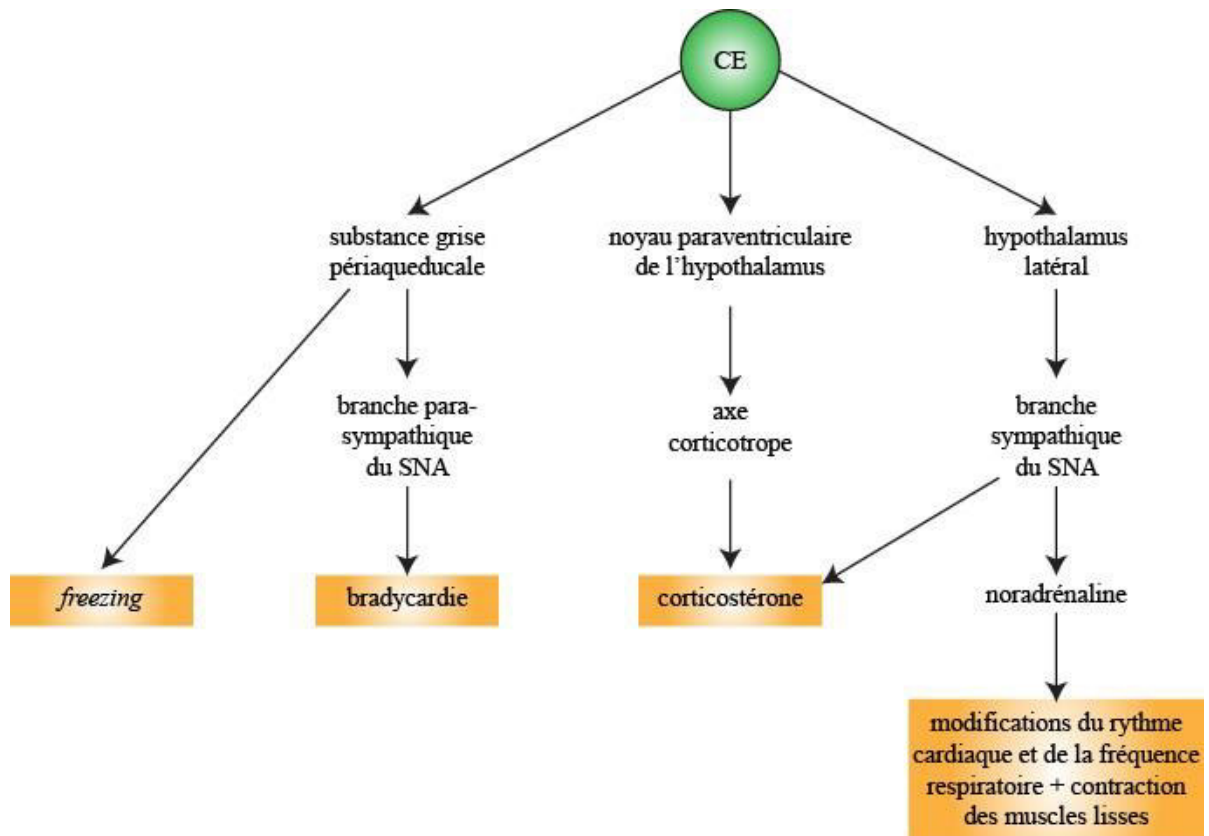 CE
substance grise
périaqueducale
noyau paraventriculaire
de l'hypothalamus
hypothalamus
latéral
branche para-
sympathique
du SNA
axe
corticotrope
branche
sympathique
du SNA
freezing
bradycardie
corticostérone
noradrénaline
modifications du rythme
cardiaque et de la fréquence
respiratoire + contraction
des muscles lisses